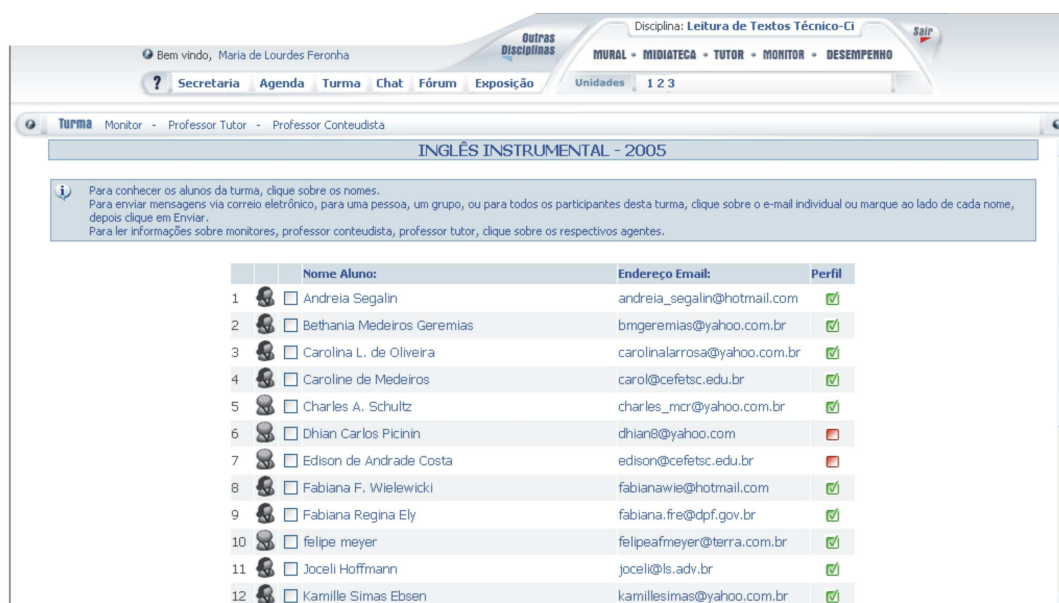 Disciplina: Leitura de Textos Técnico-Ci
Outras Disciplinas
Sair
Bem vindo, Maria de Lourdes Feronha
MURAL - MIDIATECA - TUTOR - MONITOR - DESEMPENHO
? Secretaria Agenda Turma Chat Fórum Exposição Unidades 1 2 3
Turma Monitor - Professor Tutor - Professor Conteudista
INGLÊS INSTRUMENTAL - 2005
Para conhecer os alunos da turma, clique sobre os nomes.
Para enviar mensagens via correio eletrônico, para uma pessoa, um grupo, ou para todos os participantes desta turma, clique sobre o e-mail individual ou marque ao lado de cada nome,
depois clique em Enviar.
Para ler informações sobre monitores, professor conteudista, professor tutor, clique sobre os respectivos agentes.
Nome Aluno: Endereço Email: Perfil
1 Andreia Segalin andreia_segalin@hotmail.com
2 Bethania Medeiros Geremias bmgeremias@yahoo.com.br
3 Carolina L. de Oliveira carolinalarrosa@yahoo.com.br
4 Caroline de Medeiros carol@cefetsc.edu.br
5 Charles A. Schultz charles_mcr@yahoo.com.br
6 Dhian Carlos Picinin dhian8@yahoo.com
7 Edison de Andrade Costa edison@cefetsc.edu.br
8 Fabiana F. Wielewicki fabianawie@hotmail.com
9 Fabiana Regina Ely fabiana.fre@dpf.gov.br
10 felipe meyer felipeafmeyer@terra.com.br
11 Joceli Hoffmann joceli@ls.adv.br
12 Kamille Simas Ebsen kamillesimas@yahoo.com.br